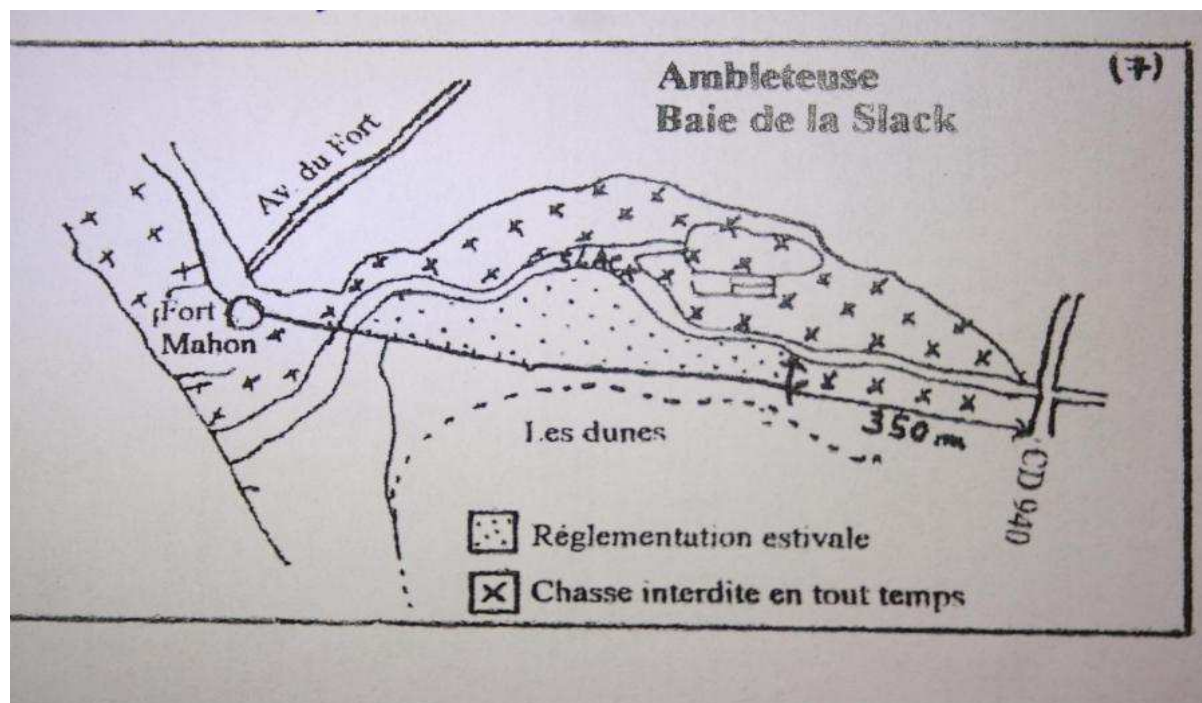 Ambleteuse
(7)
Baie de la Slack
Av. du Fort
SLACK
Fort
Mahon
Les dunes
350 m
CD 940
Réglementation estivale
Chasse interdite en tout temps